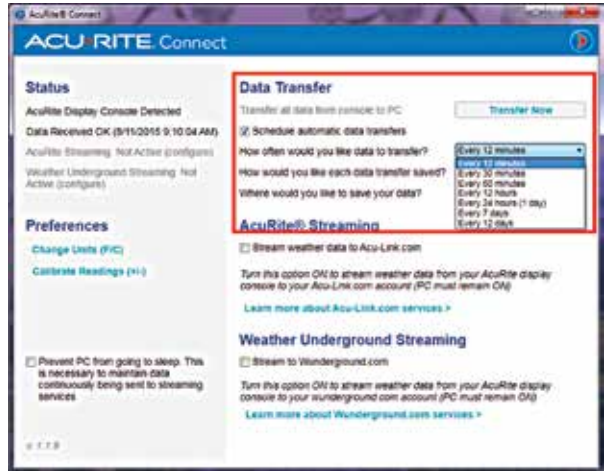 AcuRite® Connect
ACU RITE. Connect
Status
AcuRite Display Console Detected
Data Received OK (8/11/2015 9:10:04 AM)
AcuRite Streaming: Not Active (configure)
Weather Underground Streaming: Not
Active (configure)
Preferences
Change Units (F/C)
Calibrate Readings (+/-)
Prevent PC from going to sleep. This
is necessary to maintain data
continuously being sent to streaming
services
Data Transfer
Transfer all data from console to PC
Transfer Now
Schedule automatic data transfers
How often would you like data to transfer?
Every 12 minutes
How would you like each data transfer saved?
Where would you like to save your data?
Every 12 minutes
Every 30 minutes
Every 60 minutes
Every 12 hours
Every 24 hours (1 day)
Every 7 days
Every 12 days
AcuRite® Streaming
Stream weather data to Acu-Link.com
Turn this option ON to stream weather data from your AcuRite display
console to your Acu-Link.com account (PC must remain ON)
Learn more about Acu-Link.com services >
Weather Underground Streaming
Stream to Wunderground.com
Turn this option ON to stream weather data from your AcuRite display
console to your wunderground.com account (PC must remain ON)
Learn more about Wunderground.com services >